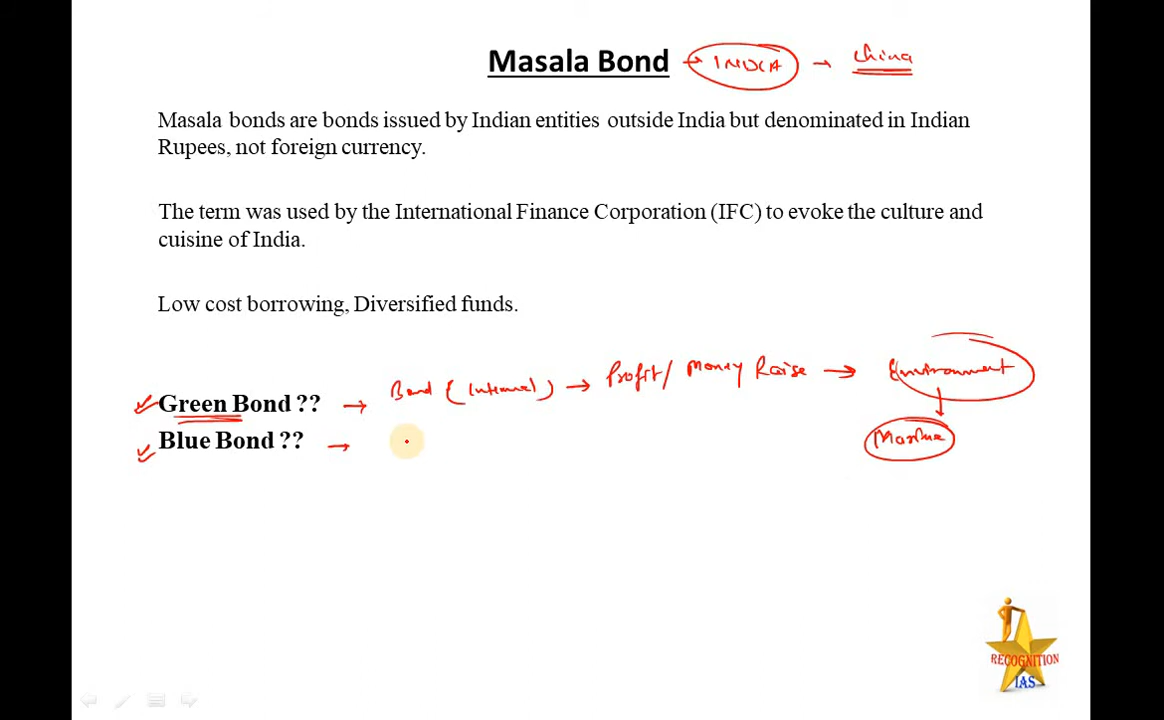 Masala Bond → INDIA → China
Masala bonds are bonds issued by Indian entities outside India but denominated in Indian
Rupees, not foreign currency.
The term was used by the International Finance Corporation (IFC) to evoke the culture and
cuisine of India.
Low cost borrowing, Diversified funds.
Green Bond ?? → Bond ( ) → Profit/ Money Raise → Environment
Blue Bond ?? → Marine
RECOGNITION
IAS